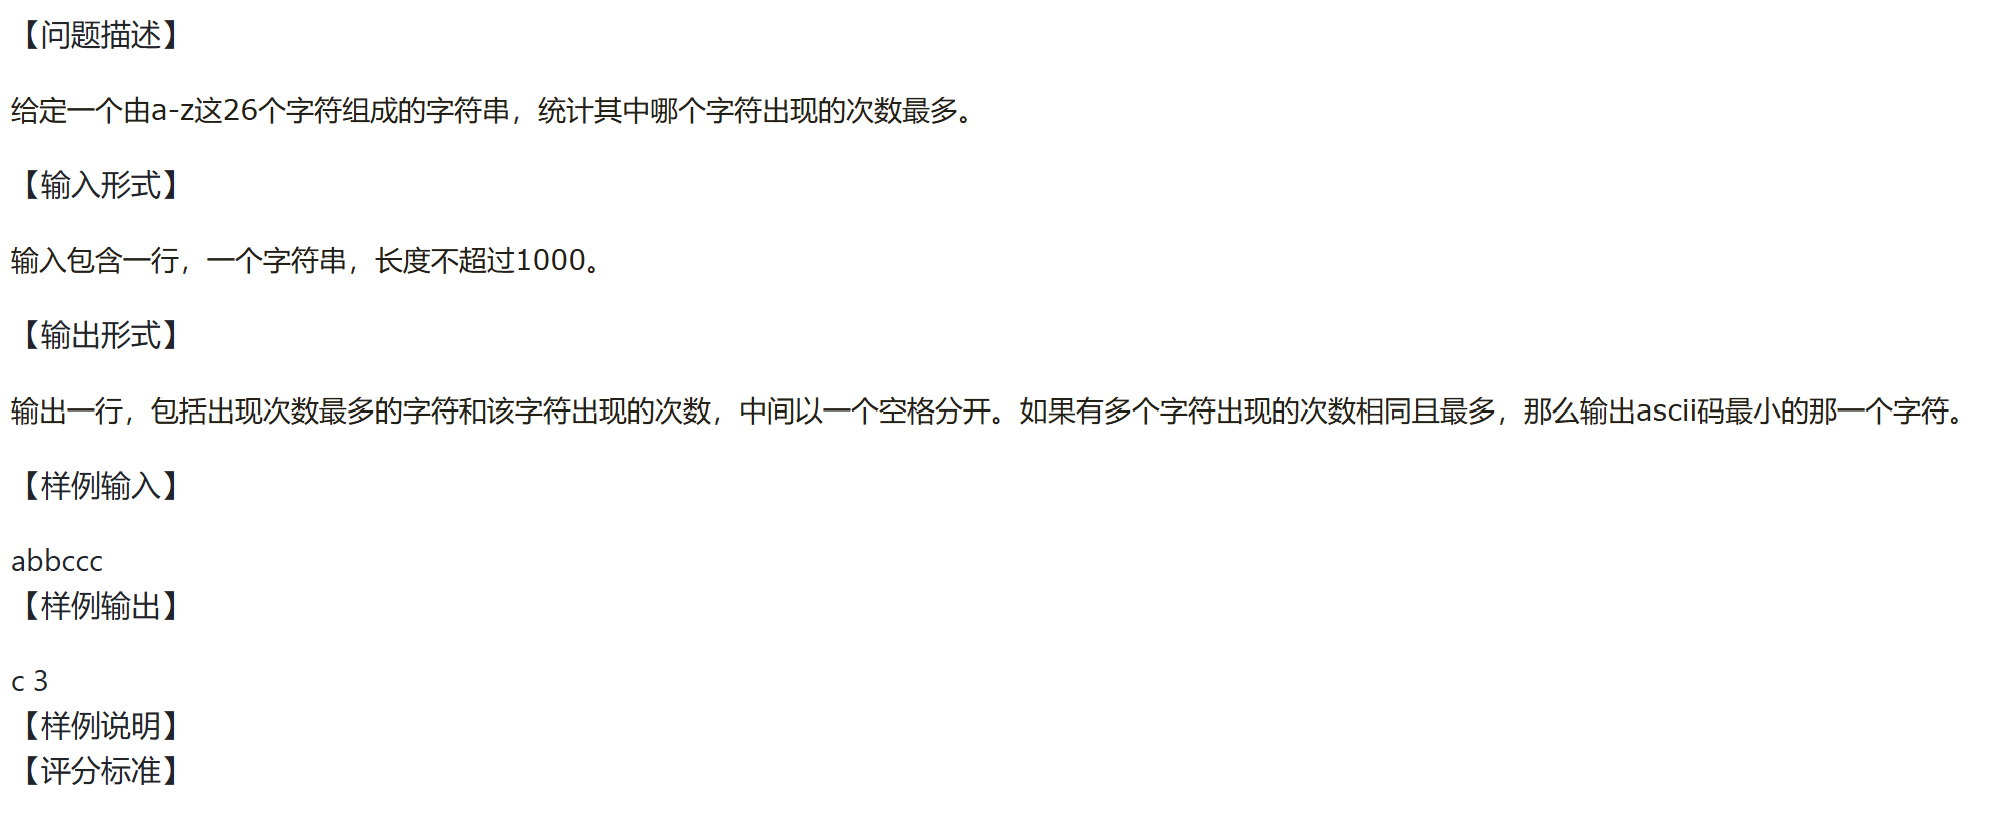 【问题描述】
给定一个由a-z这26个字符组成的字符串，统计其中哪个字符出现的次数最多。
【输入形式】
输入包含一行，一个字符串，长度不超过1000。
【输出形式】
输出一行，包括出现次数最多的字符和该字符出现的次数，中间以一个空格分开。如果有多个字符出现的次数相同且最多，那么输出ascii码最小的那一个字符。
【样例输入】
abbccc
【样例输出】
c 3
【样例说明】
【评分标准】